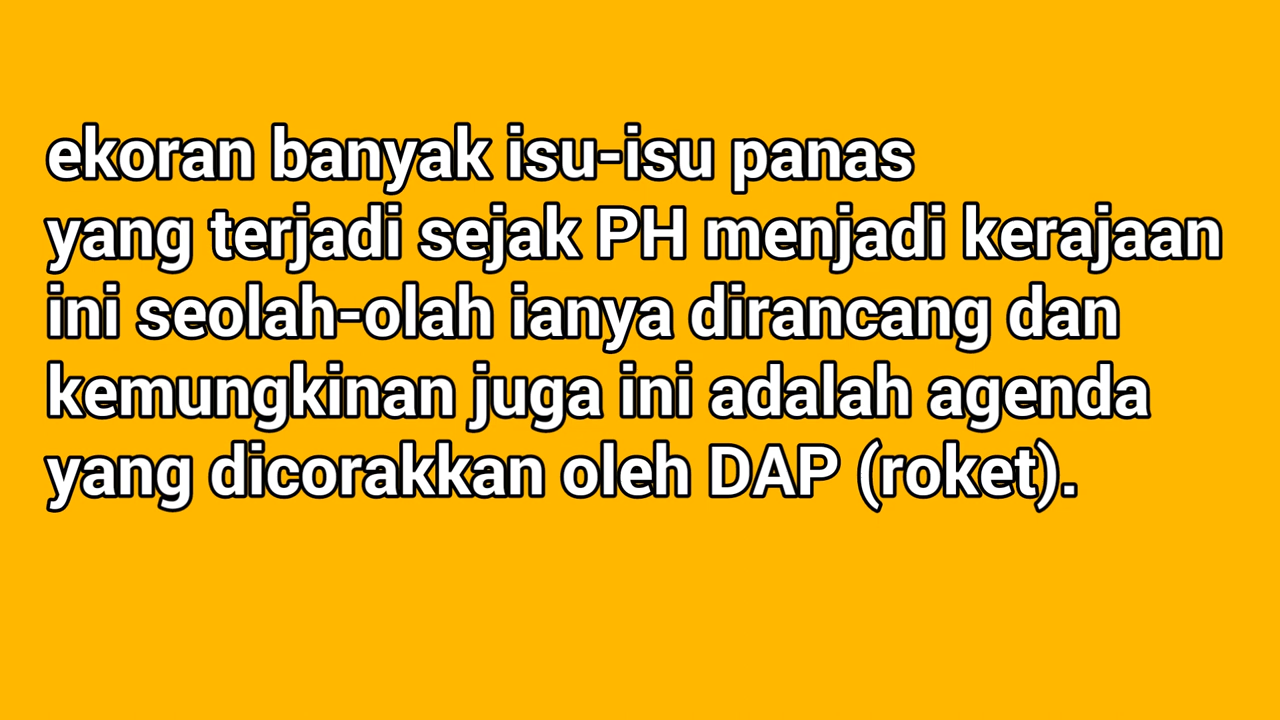 ekoran banyak isu-isu panas
yang terjadi sejak PH menjadi kerajaan
ini seolah-olah ianya dirancang dan
kemungkinan juga ini adalah agenda
yang dicorakkan oleh DAP (roket).